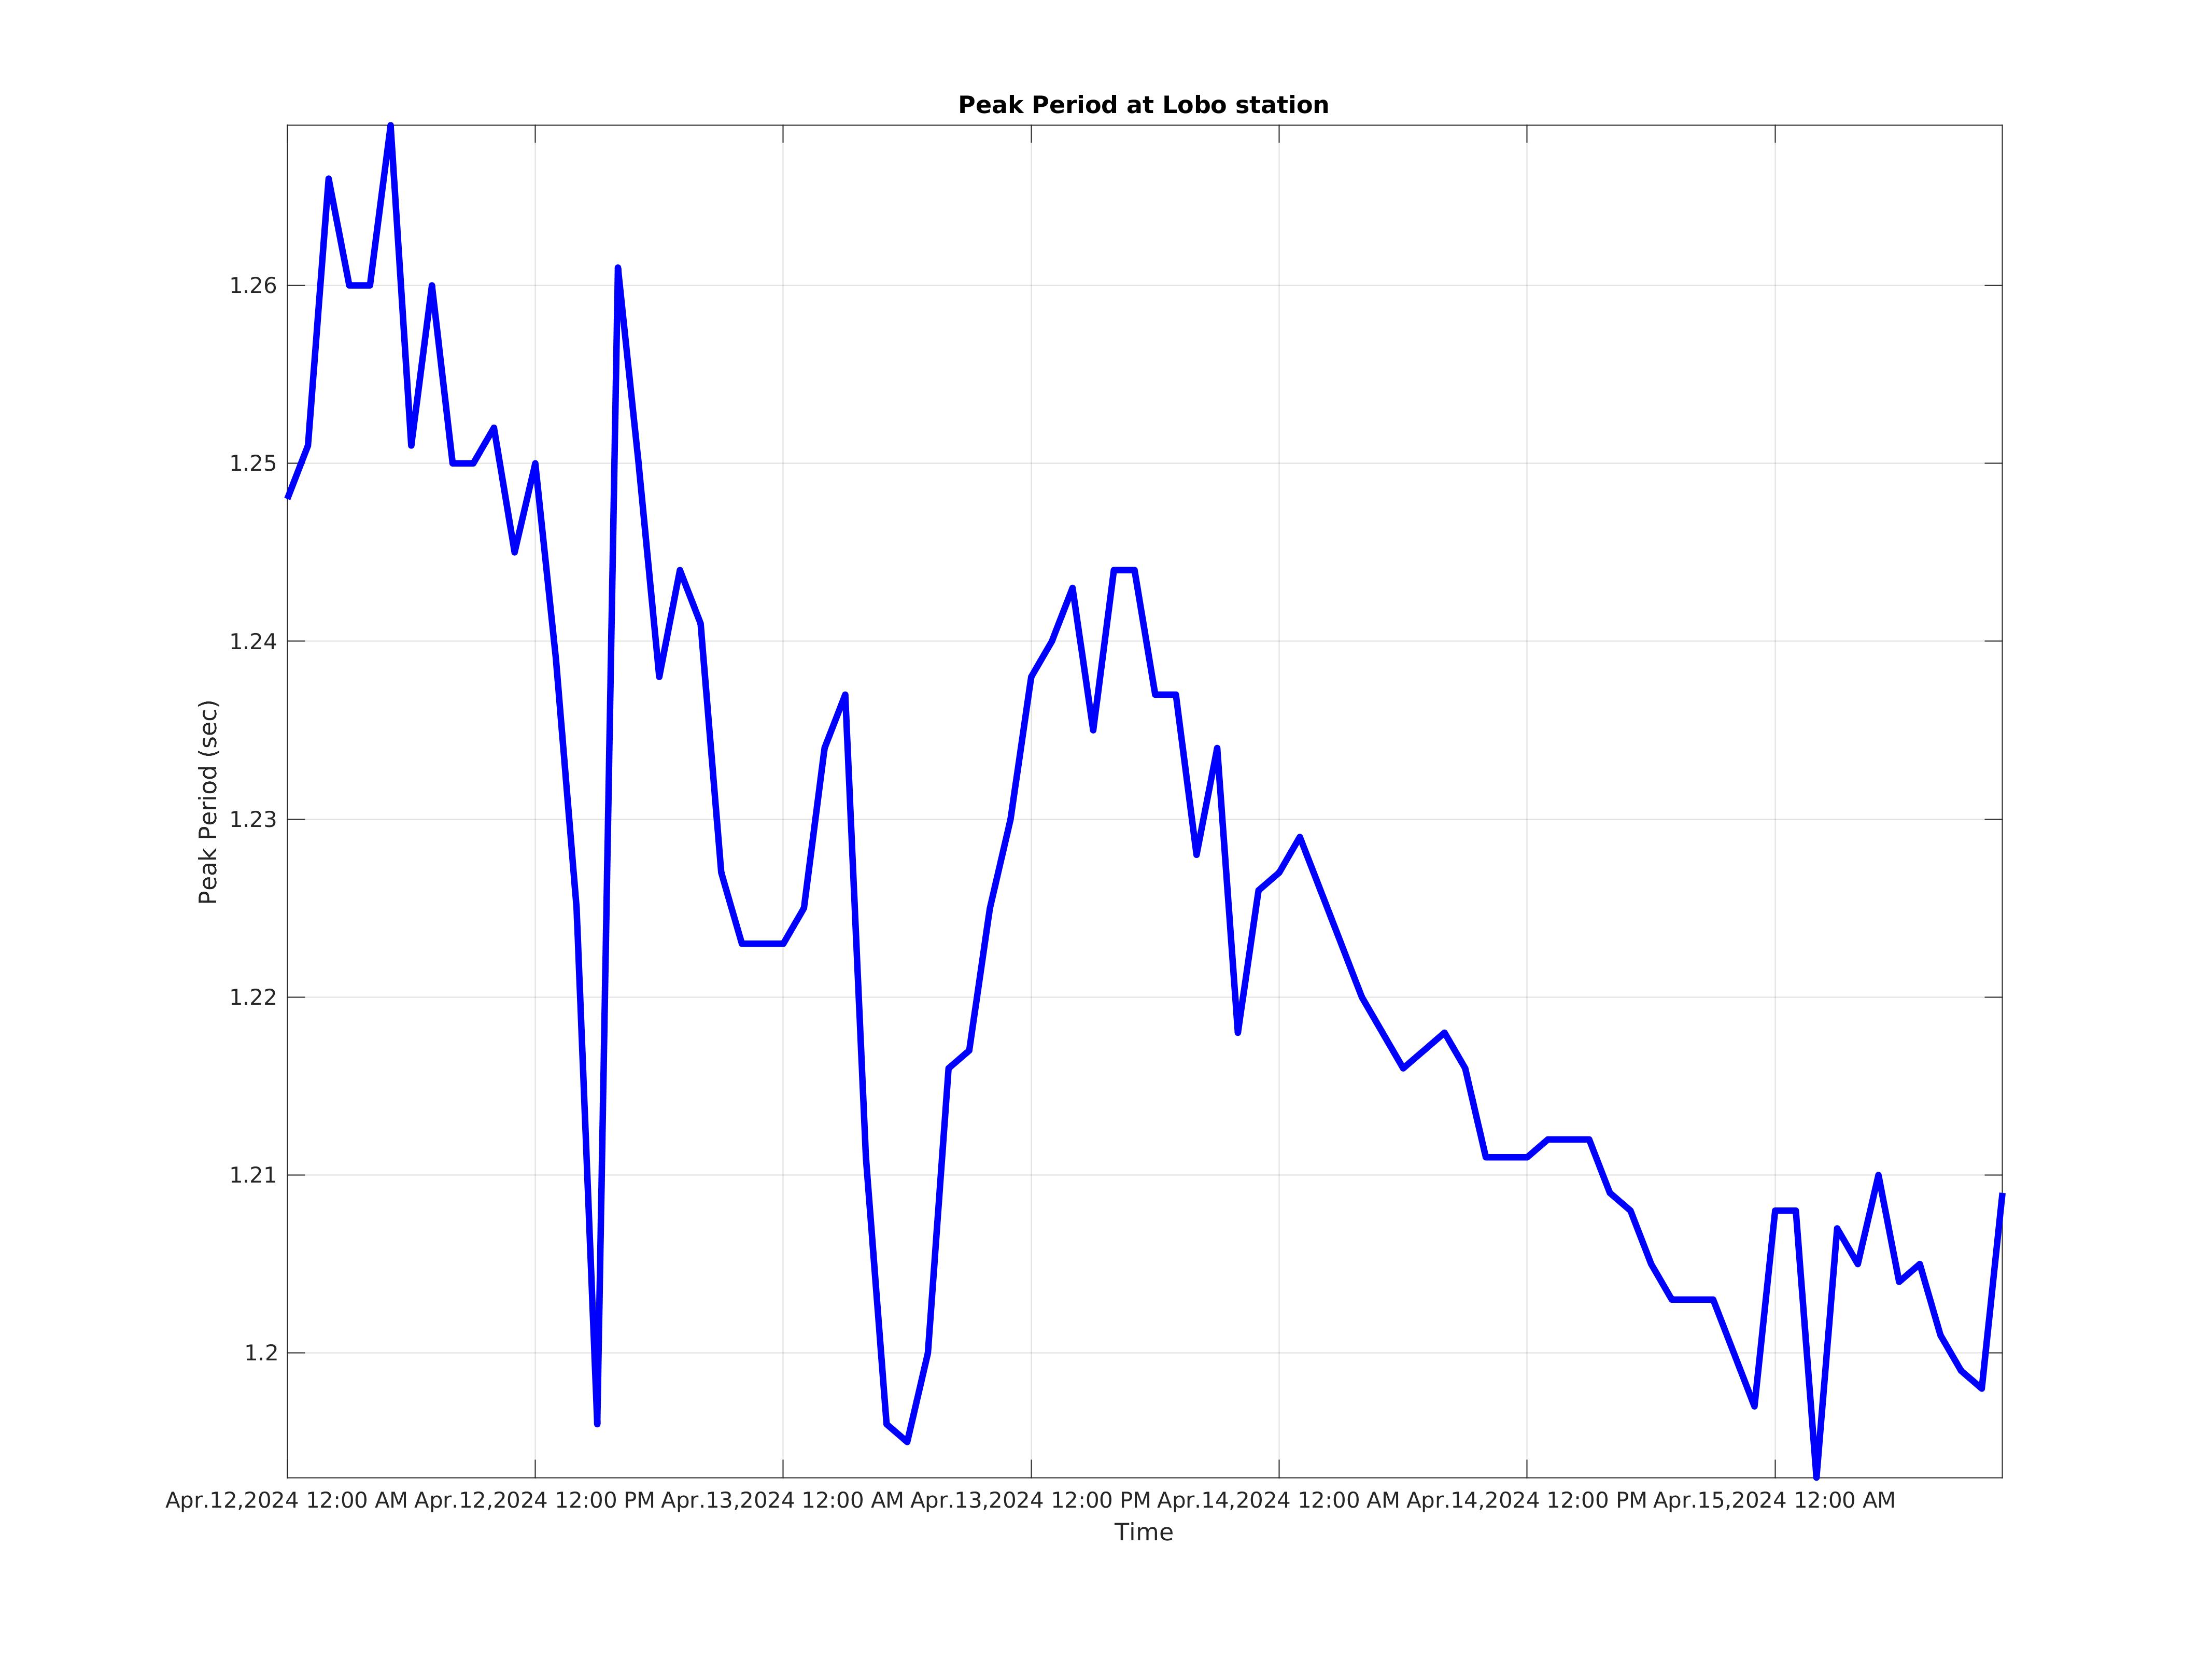 Peak Period at Lobo station
1.26
1.25
1.24
1.23
1.22
1.21
1.2
Peak Period (sec)
Apr.12,2024 12:00 AM Apr.12,2024 12:00 PM Apr.13,2024 12:00 AM Apr.13,2024 12:00 PM Apr.14,2024 12:00 AM Apr.14,2024 12:00 PM Apr.15,2024 12:00 AM
Time